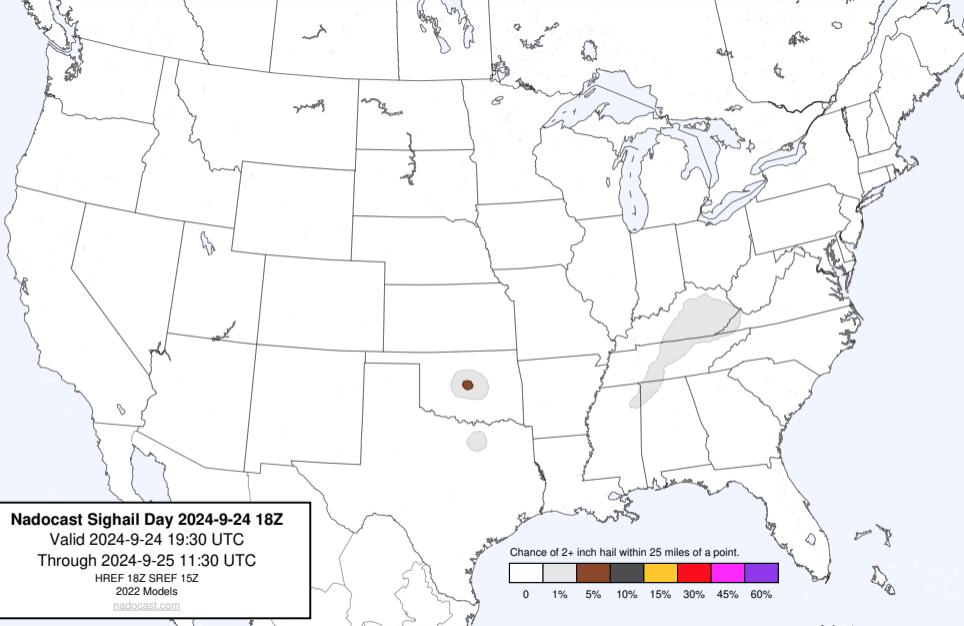 Nadocast Sighail Day 2024-9-24 18Z
Valid 2024-9-24 19:30 UTC
Through 2024-9-25 11:30 UTC
HREF 18Z SREF 15Z
2022 Models
nadocast.com
Chance of 2+ inch hail within 25 miles of a point.
0 1% 5% 10% 15% 30% 45% 60%